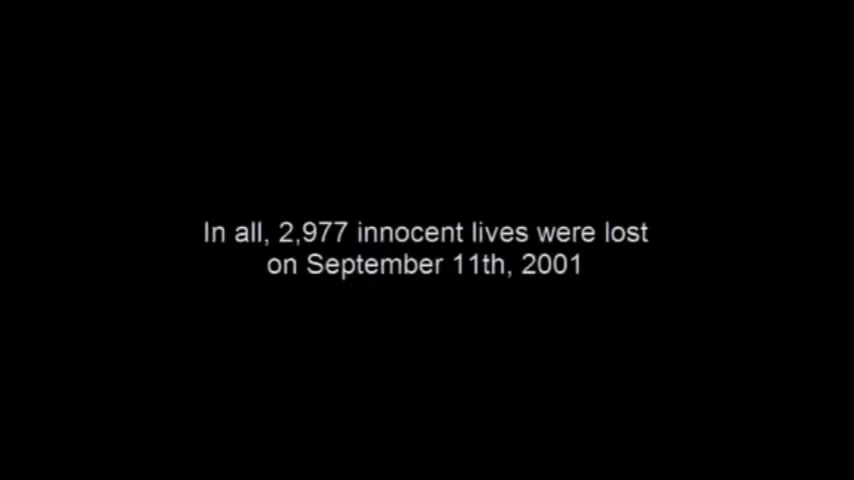 In all, 2,977 innocent lives were lost
on September 11th, 2001